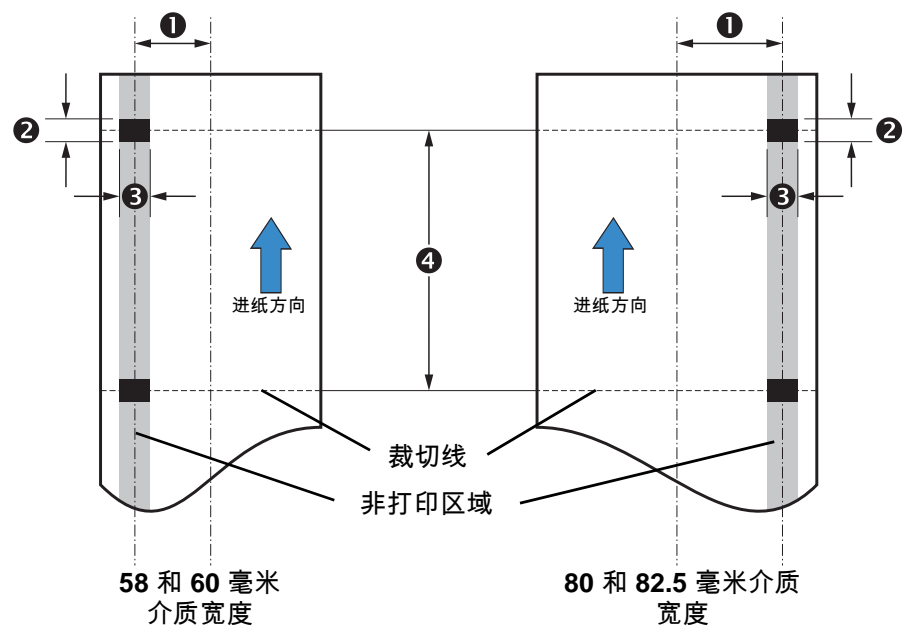 ❶ ❶
❷ ❷
❸ ❸
❹
进纸方向 进纸方向
裁切线
非打印区域
58 和 60 毫米
介质宽度
80 和 82.5 毫米介质
宽度